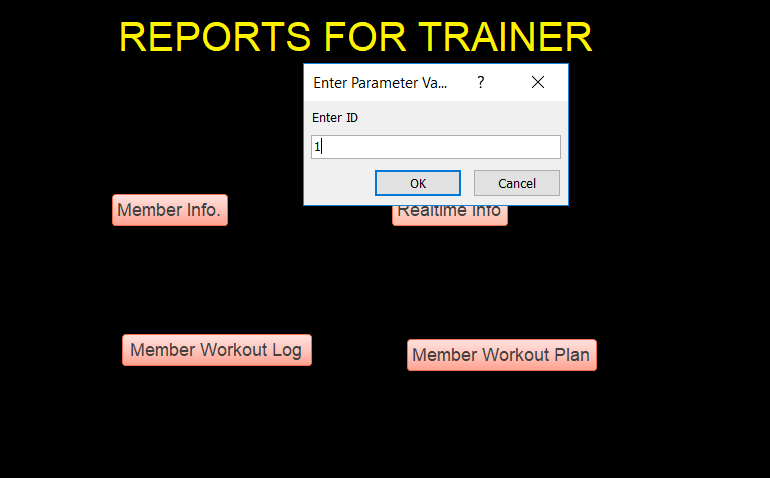 REPORTS FOR TRAINER
Enter Parameter Va...
?
Enter ID
1
OK
Cancel
Member Info.
Realtime Info
Member Workout Log
Member Workout Plan